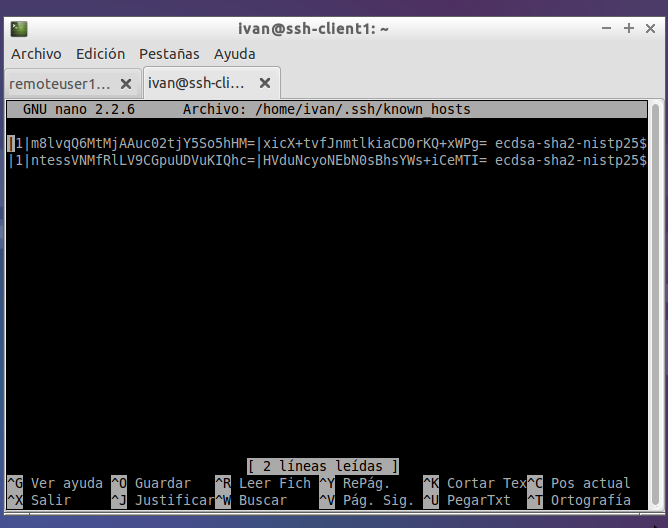 ivan@ssh-client1: ~
Archivo Edición Pestañas Ayuda
remoteuser1... ivan@ssh-cli...
GNU nano 2.2.6 Archivo: /home/ivan/.ssh/known_hosts
|1|m8lvqQ6MtMjAAuc02tjY5So5hHM=|xicX+tvfJnmtlkiaCD0rKQ+xWPg= ecdsa-sha2-nistp25$
|1|ntessVNMfRlLV9CGpuUDVuKIQhc=|HVduNcyoNEbN0sBhsYWs+iCeMTI= ecdsa-sha2-nistp25$
[ 2 líneas leídas ]
^G Ver ayuda ^O Guardar ^R Leer Fich ^Y RePág. ^K Cortar Tex ^C Pos actual
^X Salir ^J Justificar ^W Buscar ^V Pág. Sig. ^U PegarTxt ^T Ortografía